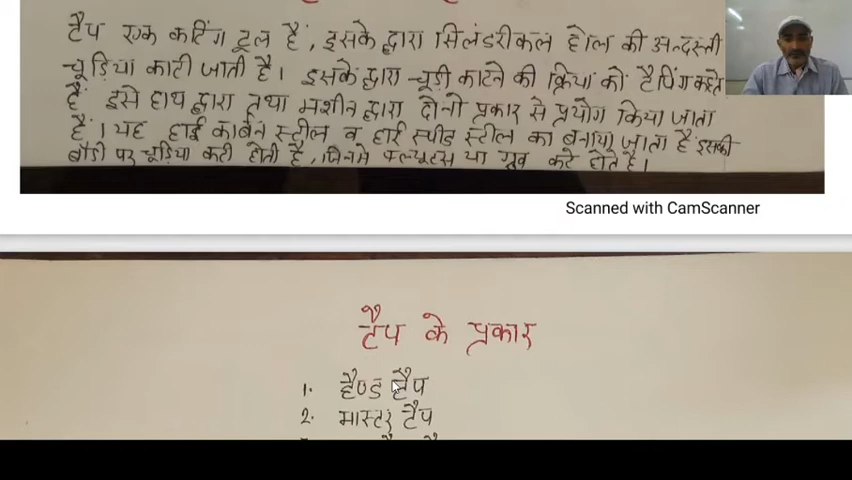 टैप एक कटिंग टूल है, इसके द्वारा सिलंडरीकल होल की अन्दरूनी
चूड़ियां काटी जाती है। इसके द्वारा चूड़ी काटने की क्रिया को टैपिंग कहते
हैं इसे हाथ द्वारा तथा मशीन द्वारा दोनो प्रकार से प्रयोग किया जाता
है। यह हाई कार्बन स्टील व हाई स्पीड स्टील का बनाया जाता है इसकी
बॉडी पर चूड़िया कटी होती है, जिनमे फ्ल्यूटस या ग्रूव कटे होते है।
Scanned with CamScanner
टैप के प्रकार
1. हैण्ड टैप
2. मास्टर टैप